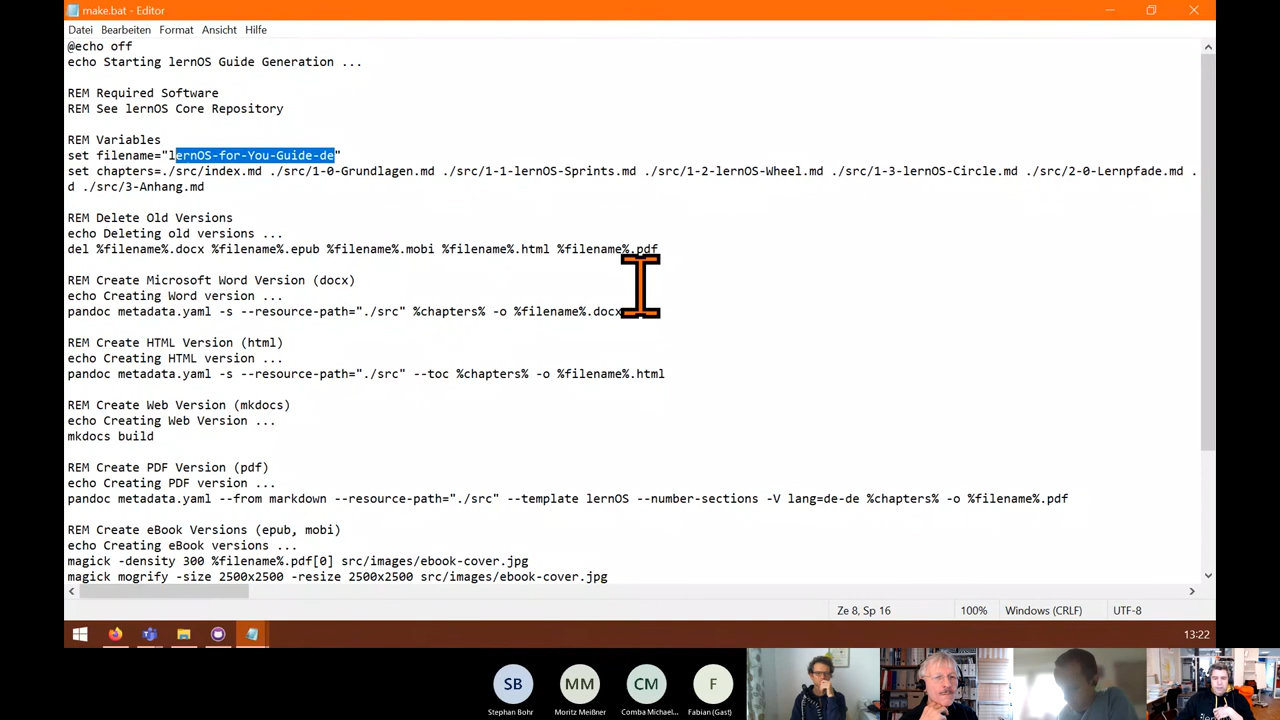 make.bat - Editor
Datei Bearbeiten Format Ansicht Hilfe
@echo off
echo Starting lernOS Guide Generation ...
REM Required Software
REM See lernOS Core Repository
REM Variables
set filename="lernOS-for-You-Guide-de"
set chapters=./src/index.md ./src/1-0-Grundlagen.md ./src/1-1-lernOS-Sprints.md ./src/1-2-lernOS-Wheel.md ./src/1-3-lernOS-Circle.md ./src/2-0-Lernpfade.md .
d ./src/3-Anhang.md
REM Delete Old Versions
echo Deleting old versions ...
del %filename%.docx %filename%.epub %filename%.mobi %filename%.html %filename%.pdf
REM Create Microsoft Word Version (docx)
echo Creating Word version ...
pandoc metadata.yaml -s --resource-path="./src" %chapters% -o %filename%.docx
REM Create HTML Version (html)
echo Creating HTML version ...
pandoc metadata.yaml -s --resource-path="./src" --toc %chapters% -o %filename%.html
REM Create Web Version (mkdocs)
echo Creating Web Version ...
mkdocs build
REM Create PDF Version (pdf)
echo Creating PDF version ...
pandoc metadata.yaml --from markdown --resource-path="./src" --template lernOS --number-sections -V lang=de-de %chapters% -o %filename%.pdf
REM Create eBook Versions (epub, mobi)
echo Creating eBook versions ...
magick -density 300 %filename%.pdf[0] src/images/ebook-cover.jpg
magick mogrify -size 2500x2500 -resize 2500x2500 src/images/ebook-cover.jpg
Ze 8, Sp 16 100% Windows (CRLF) UTF-8
13:22
SB MM CM F
Stephan Bohr Moritz Meißner Comba Michael... Fabian (Gast)